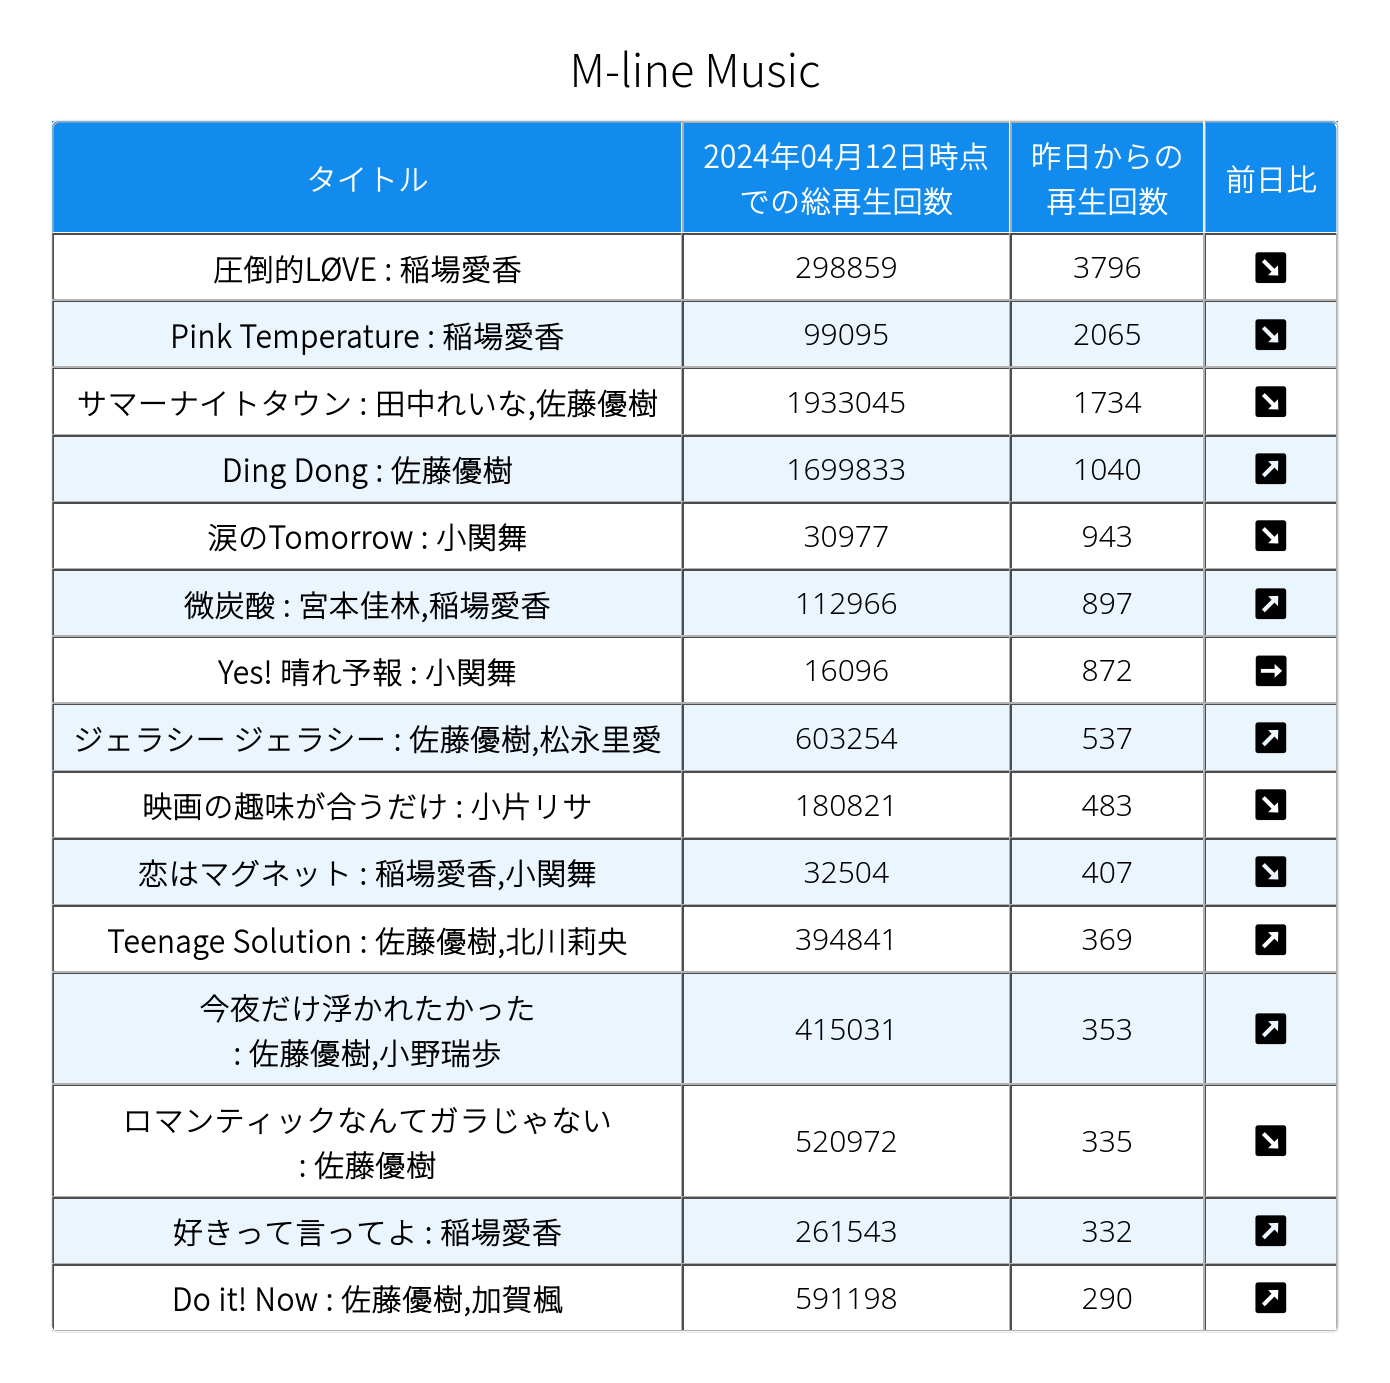 M-line Music
タイトル
2024年04月12日時点
での総再生回数
昨日からの
再生回数
前日比
圧倒的LØVE : 稲場愛香 298859 3796 ↘
Pink Temperature : 稲場愛香 99095 2065 ↘
サマーナイトタウン : 田中れいな,佐藤優樹 1933045 1734 ↘
Ding Dong : 佐藤優樹 1699833 1040 ↗
涙のTomorrow : 小関舞 30977 943 ↘
微炭酸 : 宮本佳林,稲場愛香 112966 897 ↗
Yes! 晴れ予報 : 小関舞 16096 872 →
ジェラシー ジェラシー : 佐藤優樹,松永里愛 603254 537 ↗
映画の趣味が合うだけ : 小片リサ 180821 483 ↘
恋はマグネット : 稲場愛香,小関舞 32504 407 ↘
Teenage Solution : 佐藤優樹,北川莉央 394841 369 ↗
今夜だけ浮かれたかった
: 佐藤優樹,小野瑞歩 415031 353 ↗
ロマンティックなんてガラじゃない
: 佐藤優樹 520972 335 ↘
好きって言ってよ : 稲場愛香 261543 332 ↗
Do it! Now : 佐藤優樹,加賀楓 591198 290 ↗